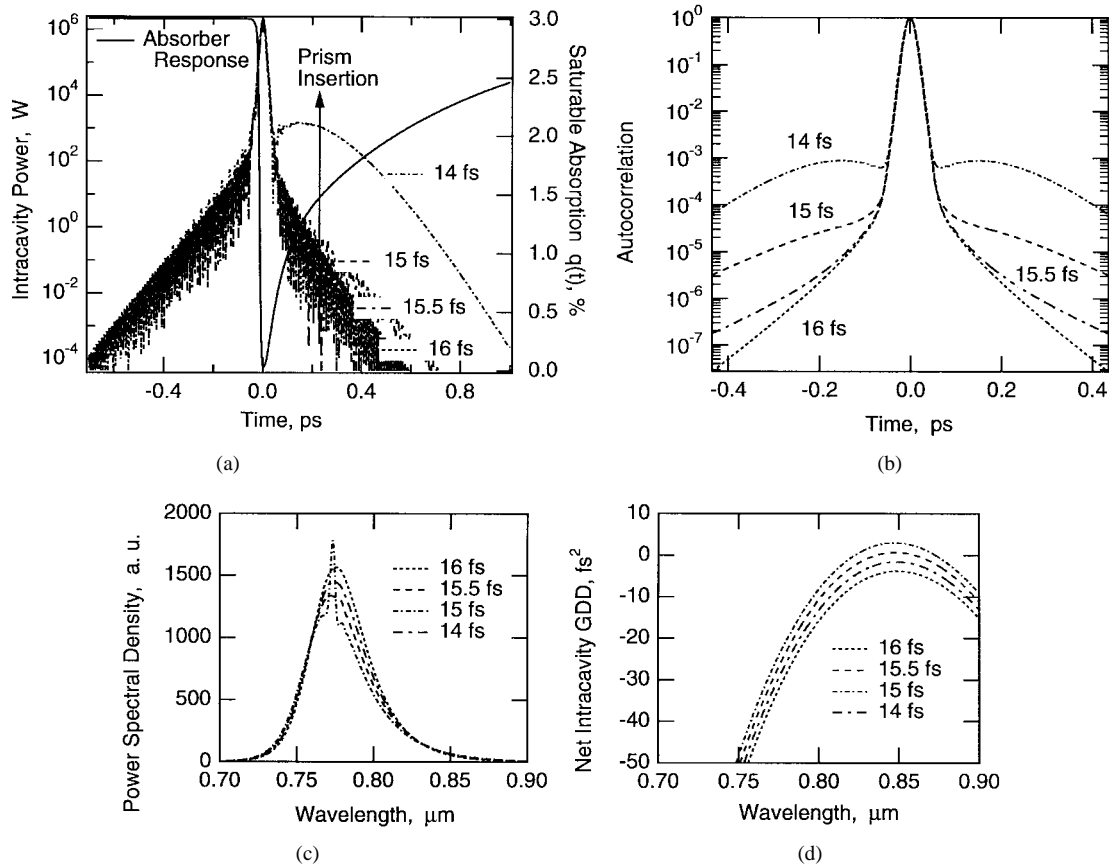 10^6
10^4
10^2
10^0
10^-2
10^-4
Intracavity Power, W
Absorber
Response
Prism
Insertion
14 fs
15 fs
15.5 fs
16 fs
3.0
2.5
2.0
1.5
1.0
0.5
0.0
Saturable Absorption q(t), %
-0.4
0.0
0.4
0.8
Time, ps
(a)
10^0
10^-1
10^-2
10^-3
10^-4
10^-5
10^-6
10^-7
Autocorrelation
14 fs
15 fs
15.5 fs
16 fs
-0.4
-0.2
0.0
0.2
0.4
Time, ps
(b)
2000
1500
1000
500
0
Power Spectral Density, a. u.
16 fs
15.5 fs
15 fs
14 fs
0.70
0.75
0.80
0.85
0.90
Wavelength, μm
(c)
10
0
-10
-20
-30
-40
-50
Net Intracavity GDD, fs^2
16 fs
15.5 fs
15 fs
14 fs
0.70
0.75
0.80
0.85
0.90
Wavelength, μm
(d)